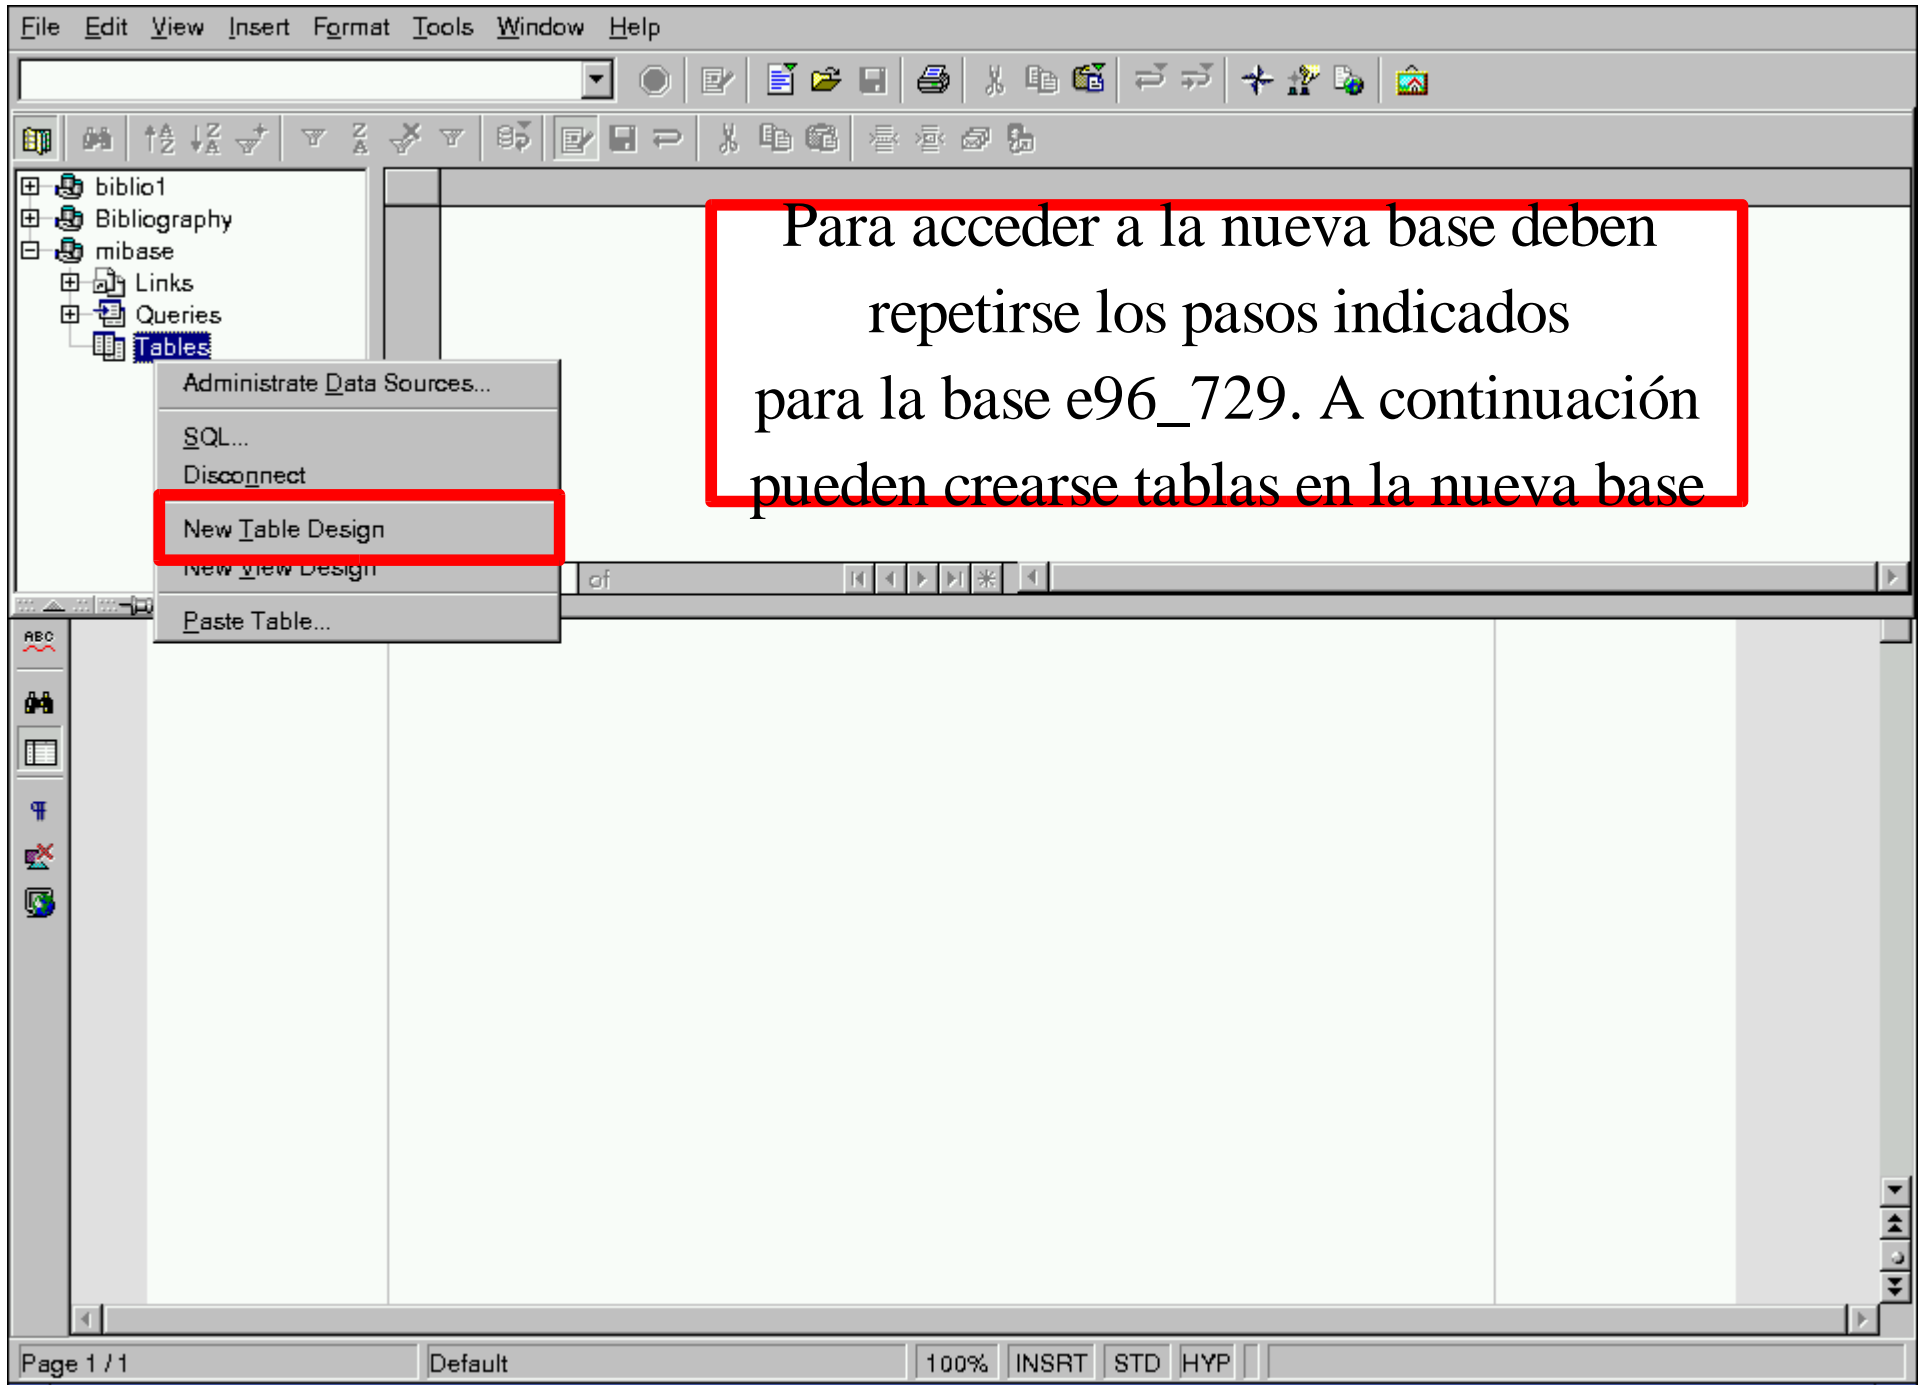 File Edit View Insert Format Tools Window Help
biblio1
Bibliography
mibase
Links
Queries
Tables
Administrate Data Sources...
SQL...
Disconnect
New Table Design
New View Design
Paste Table...
Para acceder a la nueva base deben
repetirse los pasos indicados
para la base e96_729. A continuación
pueden crearse tablas en la nueva base
of
ABC
Page 1 / 1 Default 100% INSRT STD HYP